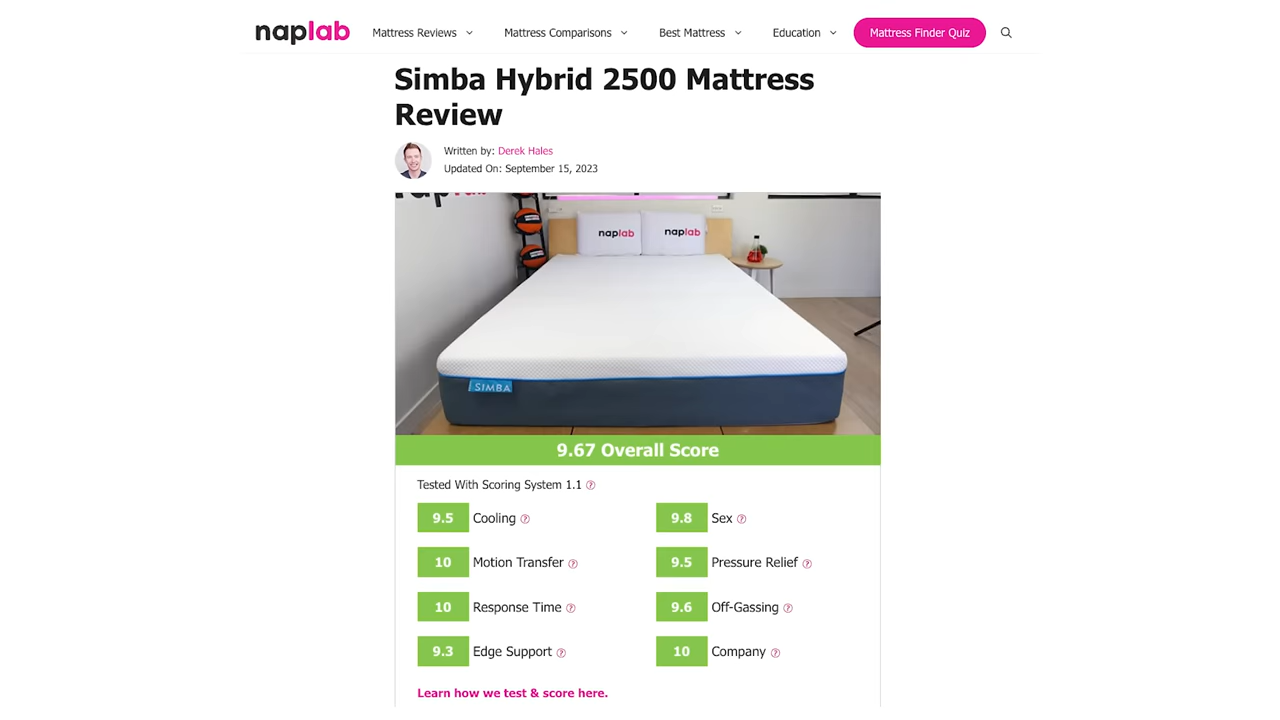 naplab
Mattress Reviews
Mattress Comparisons
Best Mattress
Education
Mattress Finder Quiz
Simba Hybrid 2500 Mattress
Review
Written by: Derek Hales
Updated On: September 15, 2023
naplab naplab
SIMBA
9.67 Overall Score
Tested With Scoring System 1.1 ?
9.5 Cooling ?
9.8 Sex ?
10 Motion Transfer ?
9.5 Pressure Relief ?
10 Response Time ?
9.6 Off-Gassing ?
9.3 Edge Support ?
10 Company ?
Learn how we test & score here.